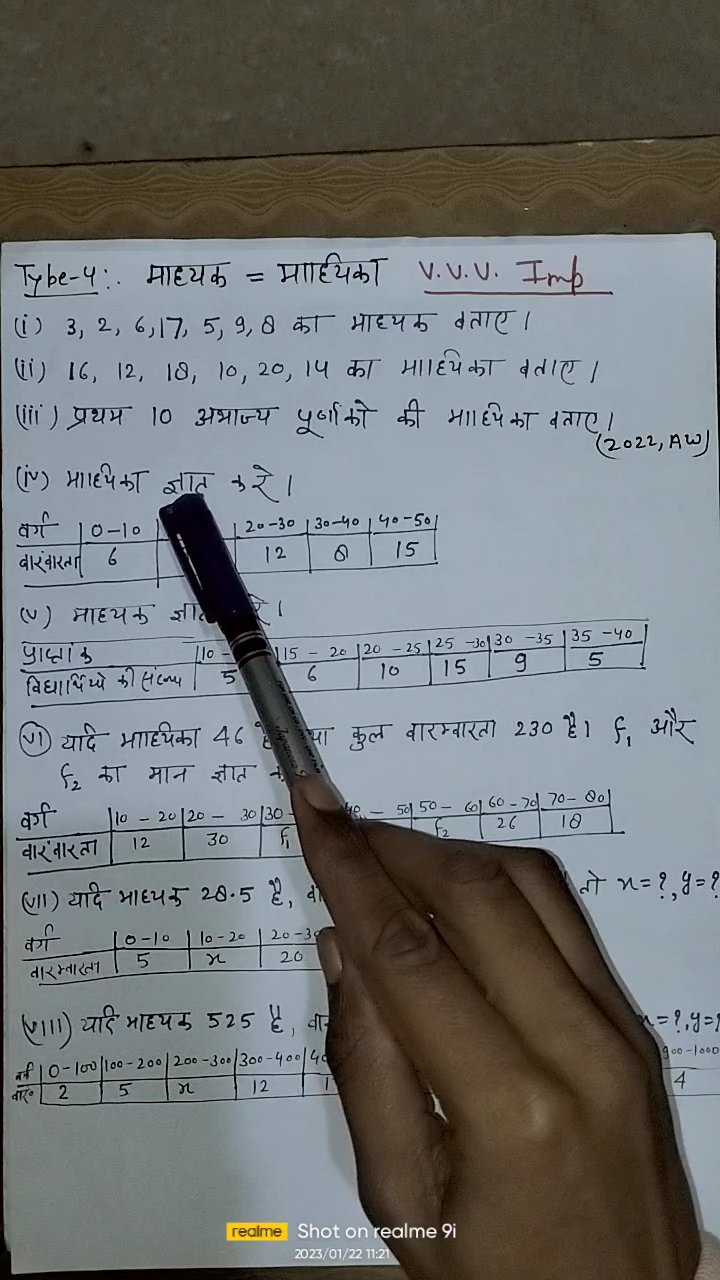 Type-4:. माध्यक = माध्यिका V.V.V. Imp
(i) 3, 2, 6, 17, 5, 9, 8 का माध्यक बताए।
(ii) 16, 12, 18, 10, 20, 14 का माध्यिका बताए।
(iii) प्रथम 10 अभाज्य पूर्णांको की माध्यिका बताए।
(2022, AW)
(iv) माध्यिका ज्ञात करे।
वर्ग 0-10 20-30 30-40 40-50
वारंवारता 6 12 8 15
(v) माध्यक
प्राप्तांक 10 - 15 - 20 20 - 25 25 - 30 30 - 35 35 - 40
विद्यार्थियो की संख्या 5 6 10 15 9 5
(vi) यदि माध्यिका 46 कुल वारम्वारता 230 है। f₁ और
f₂ का मान ज्ञात
वर्ग 10 - 20 20 - 30 30 - 50 50 - 60 60 - 70 70 - 80
वारंवारता 12 30 f₁ f₂ 26 18
(vii) यदि माध्यक 28.5 है, तो x=?, y=?
वर्ग 0-10 10-20 20-30
वारम्वारता 5 x 20
(viii) यदि माध्यक 525 है, x=?, y=?
वर्ग 0-100 100-200 200-300 300-400 900-1000
वार॰ 2 5 x 12 4
realme Shot on realme 9i
2023/01/22 11:21